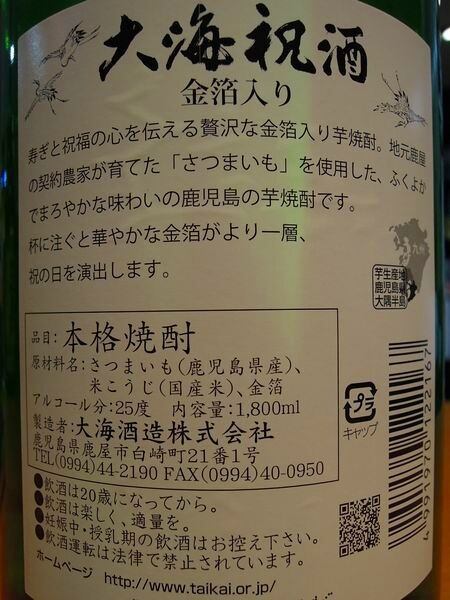 大海祝酒
金箔入り
寿ぎと祝福の心を伝える贅沢な金箔入り芋焼酎。地元鹿屋
の契約農家が育てた「さつまいも」を使用した、ふくよか
でまろやかな味わいの鹿児島の芋焼酎です。
杯に注ぐと華やかな金箔がより一層、
祝の日を演出します。
九州
芋生産地
鹿児島県
大隅半島
品目：本格焼酎
原材料名：さつまいも(鹿児島県産)、
米こうじ(国産米)、金箔
アルコール分：25度 内容量：1,800ml
製造者：大海酒造株式会社
鹿児島県鹿屋市白崎町21番1号
TEL(0994)44-2190 FAX(0994)40-0950
●飲酒は20歳になってから。
●飲酒は楽しく、適量を。
●妊娠中・授乳期の飲酒はお控え下さい。
●飲酒運転は法律で禁止されています。
ホームページ http://www.taikai.or.jp/
プラ
キャップ
4991970122167